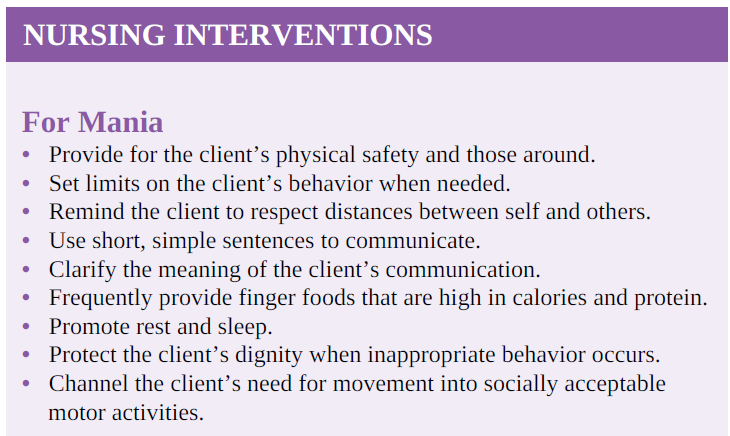 NURSING INTERVENTIONS
For Mania
• Provide for the client’s physical safety and those around.
• Set limits on the client’s behavior when needed.
• Remind the client to respect distances between self and others.
• Use short, simple sentences to communicate.
• Clarify the meaning of the client’s communication.
• Frequently provide finger foods that are high in calories and protein.
• Promote rest and sleep.
• Protect the client’s dignity when inappropriate behavior occurs.
• Channel the client’s need for movement into socially acceptable
motor activities.